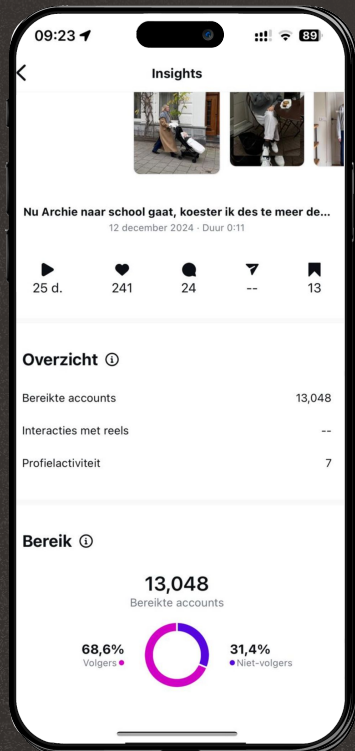 09:23
89
Insights
Nu Archie naar school gaat, koester ik des te meer de...
12 december 2024 · Duur 0:11
25 d.
241
24
--
13
Overzicht
Bereikte accounts
13,048
Interacties met reels
--
Profielactiviteit
7
Bereik
13,048
Bereikte accounts
68,6%
Volgers
31,4%
Niet-volgers